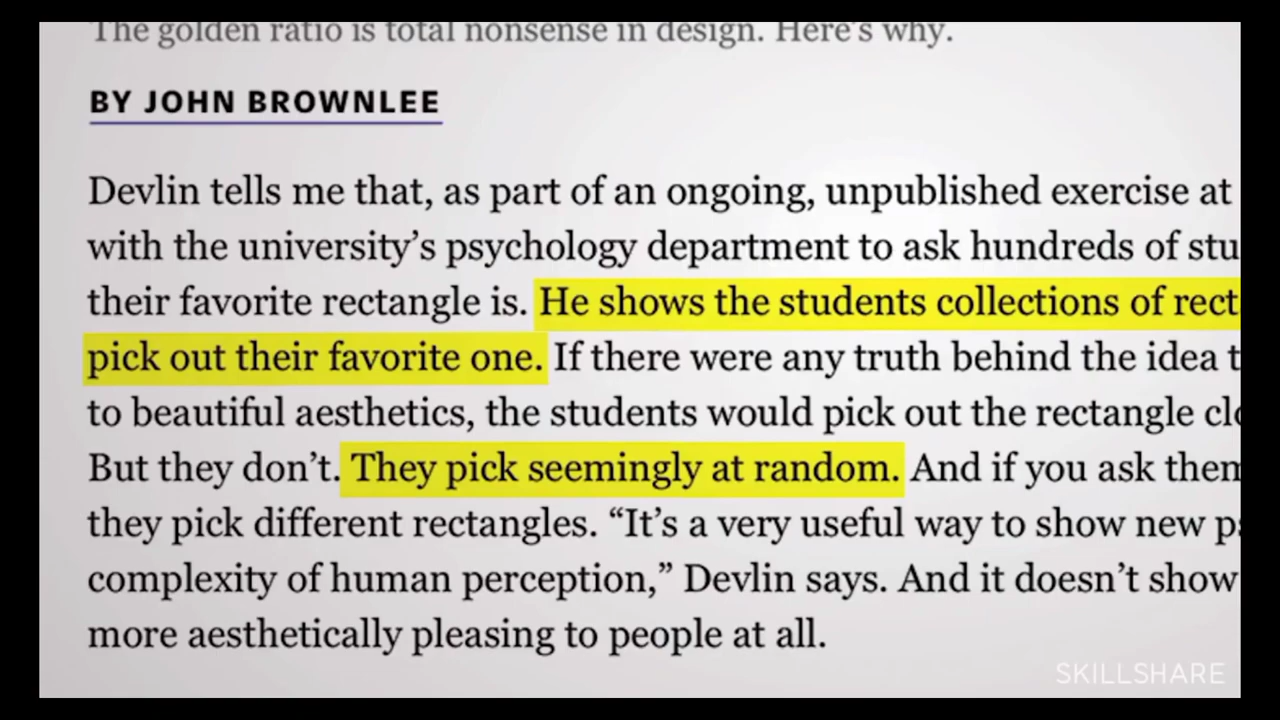 The golden ratio is total nonsense in design. Here's why.
BY JOHN BROWNLEE
Devlin tells me that, as part of an ongoing, unpublished exercise at
with the university’s psychology department to ask hundreds of stu
their favorite rectangle is. He shows the students collections of rect
pick out their favorite one. If there were any truth behind the idea t
to beautiful aesthetics, the students would pick out the rectangle clo
But they don’t. They pick seemingly at random. And if you ask them
they pick different rectangles. “It’s a very useful way to show new ps
complexity of human perception,” Devlin says. And it doesn’t show
more aesthetically pleasing to people at all.
SKILLSHARE